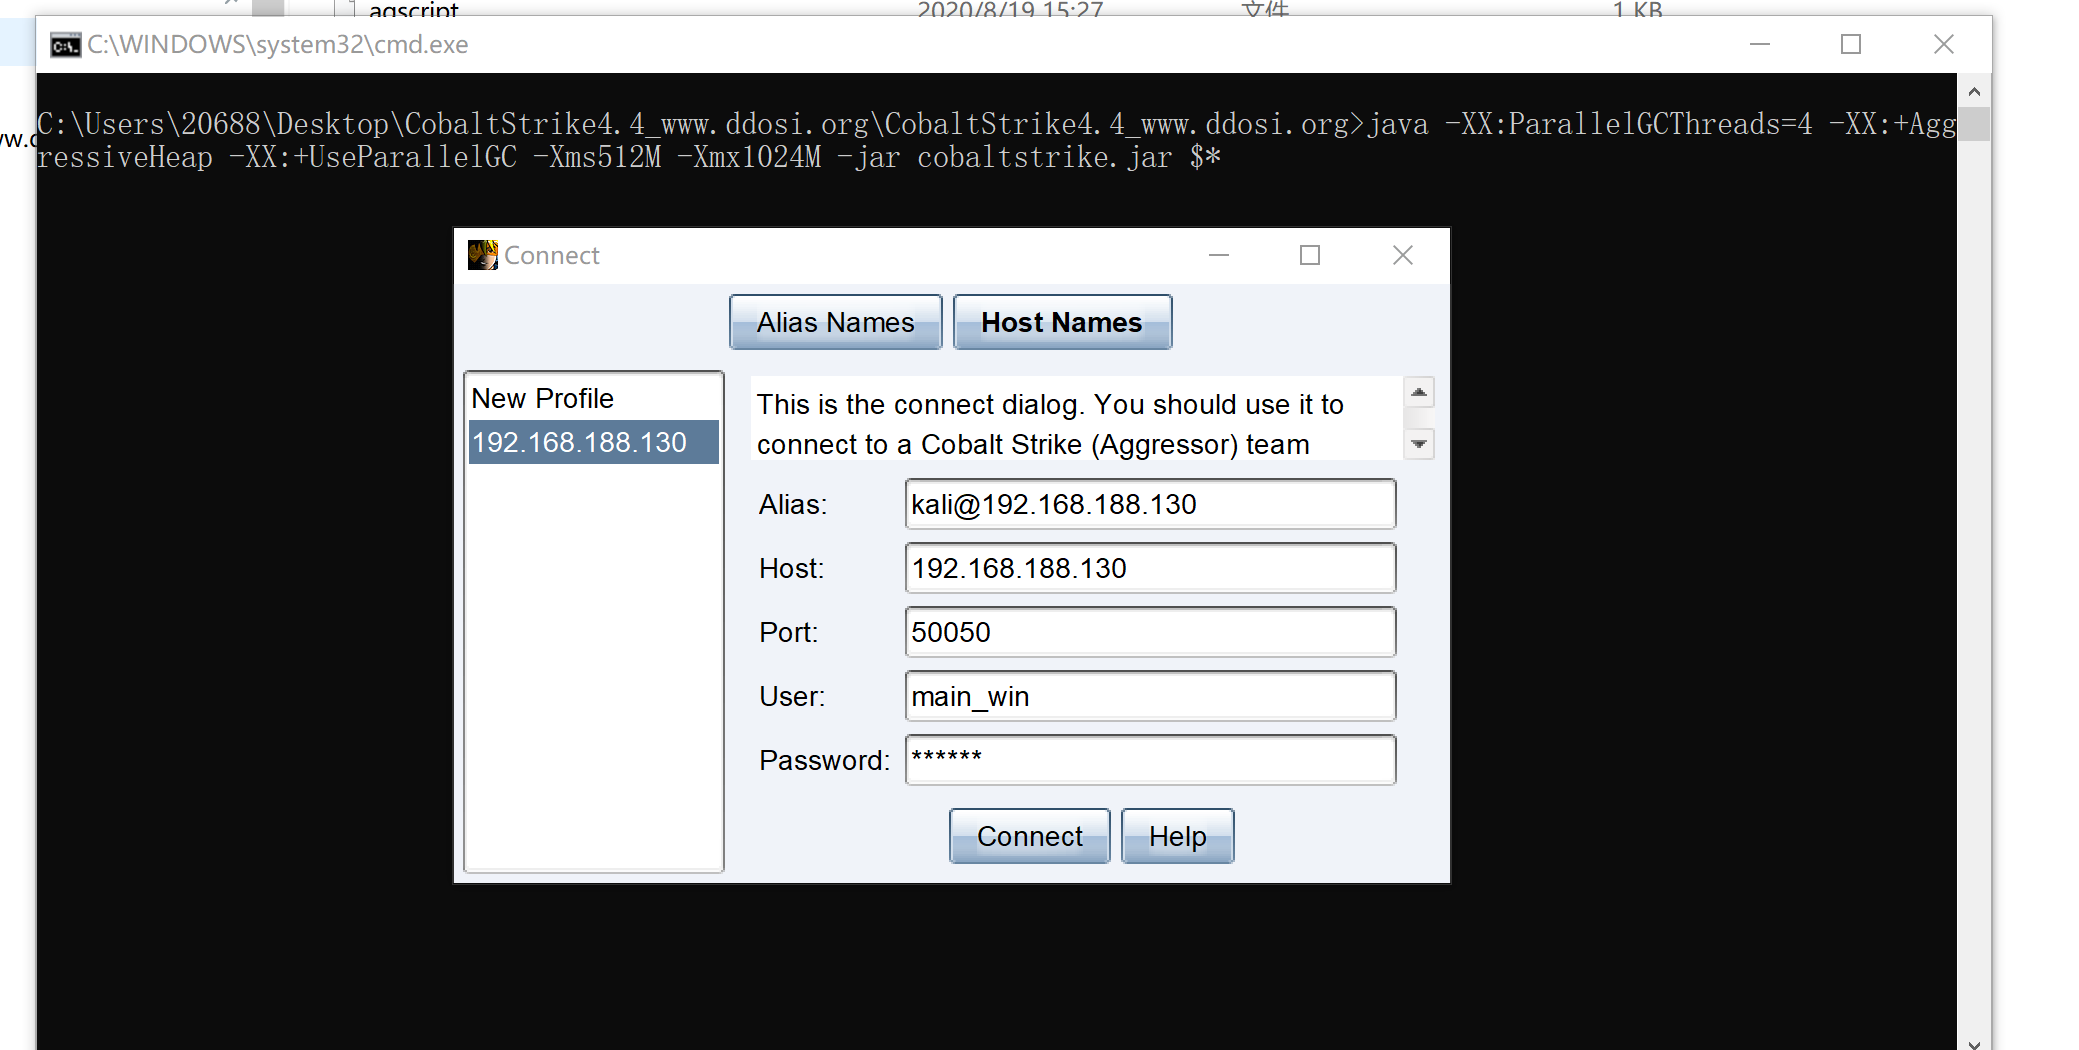 aqscript 2020/8/19 15:27 文件 1 KB
C:\WINDOWS\system32\cmd.exe
C:\Users\20688\Desktop\CobaltStrike4.4_www.ddosi.org\CobaltStrike4.4_www.ddosi.org>java -XX:ParallelGCThreads=4 -XX:+Agg
ressiveHeap -XX:+UseParallelGC -Xms512M -Xmx1024M -jar cobaltstrike.jar $*
Connect
Alias Names Host Names
New Profile
192.168.188.130
This is the connect dialog. You should use it to
connect to a Cobalt Strike (Aggressor) team
Alias: kali@192.168.188.130
Host: 192.168.188.130
Port: 50050
User: main_win
Password: ******
Connect Help